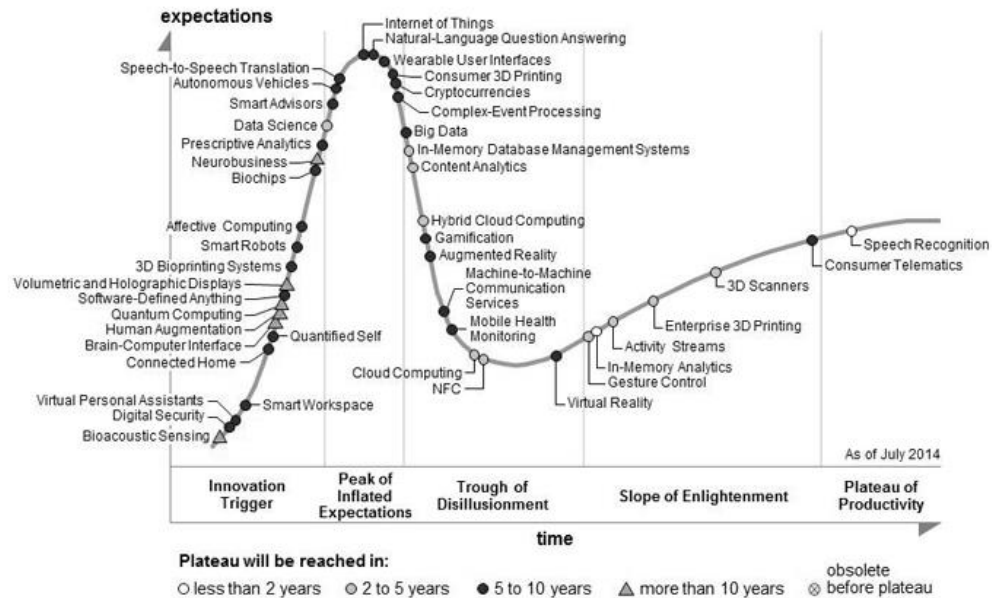 expectations
Internet of Things
Natural-Language Question Answering
Wearable User Interfaces
Speech-to-Speech Translation
Consumer 3D Printing
Autonomous Vehicles
Cryptocurrencies
Smart Advisors
Complex-Event Processing
Data Science
Big Data
Prescriptive Analytics
In-Memory Database Management Systems
Neurobusiness
Content Analytics
Biochips
Hybrid Cloud Computing
Affective Computing
Gamification
Speech Recognition
Smart Robots
Augmented Reality
Consumer Telematics
3D Bioprinting Systems
Machine-to-Machine
Communication
Services
Volumetric and Holographic Displays
3D Scanners
Software-Defined Anything
Quantum Computing
Mobile Health
Monitoring
Human Augmentation
Enterprise 3D Printing
Quantified Self
Brain-Computer Interface
Activity Streams
Connected Home
Cloud Computing
In-Memory Analytics
NFC
Gesture Control
Virtual Reality
Virtual Personal Assistants
Smart Workspace
Digital Security
Bioacoustic Sensing
As of July 2014
Innovation
Trigger
Peak of
Inflated
Expectations
Trough of
Disillusionment
Slope of Enlightenment
Plateau of
Productivity
time
Plateau will be reached in:
less than 2 years
2 to 5 years
5 to 10 years
more than 10 years
obsolete
before plateau